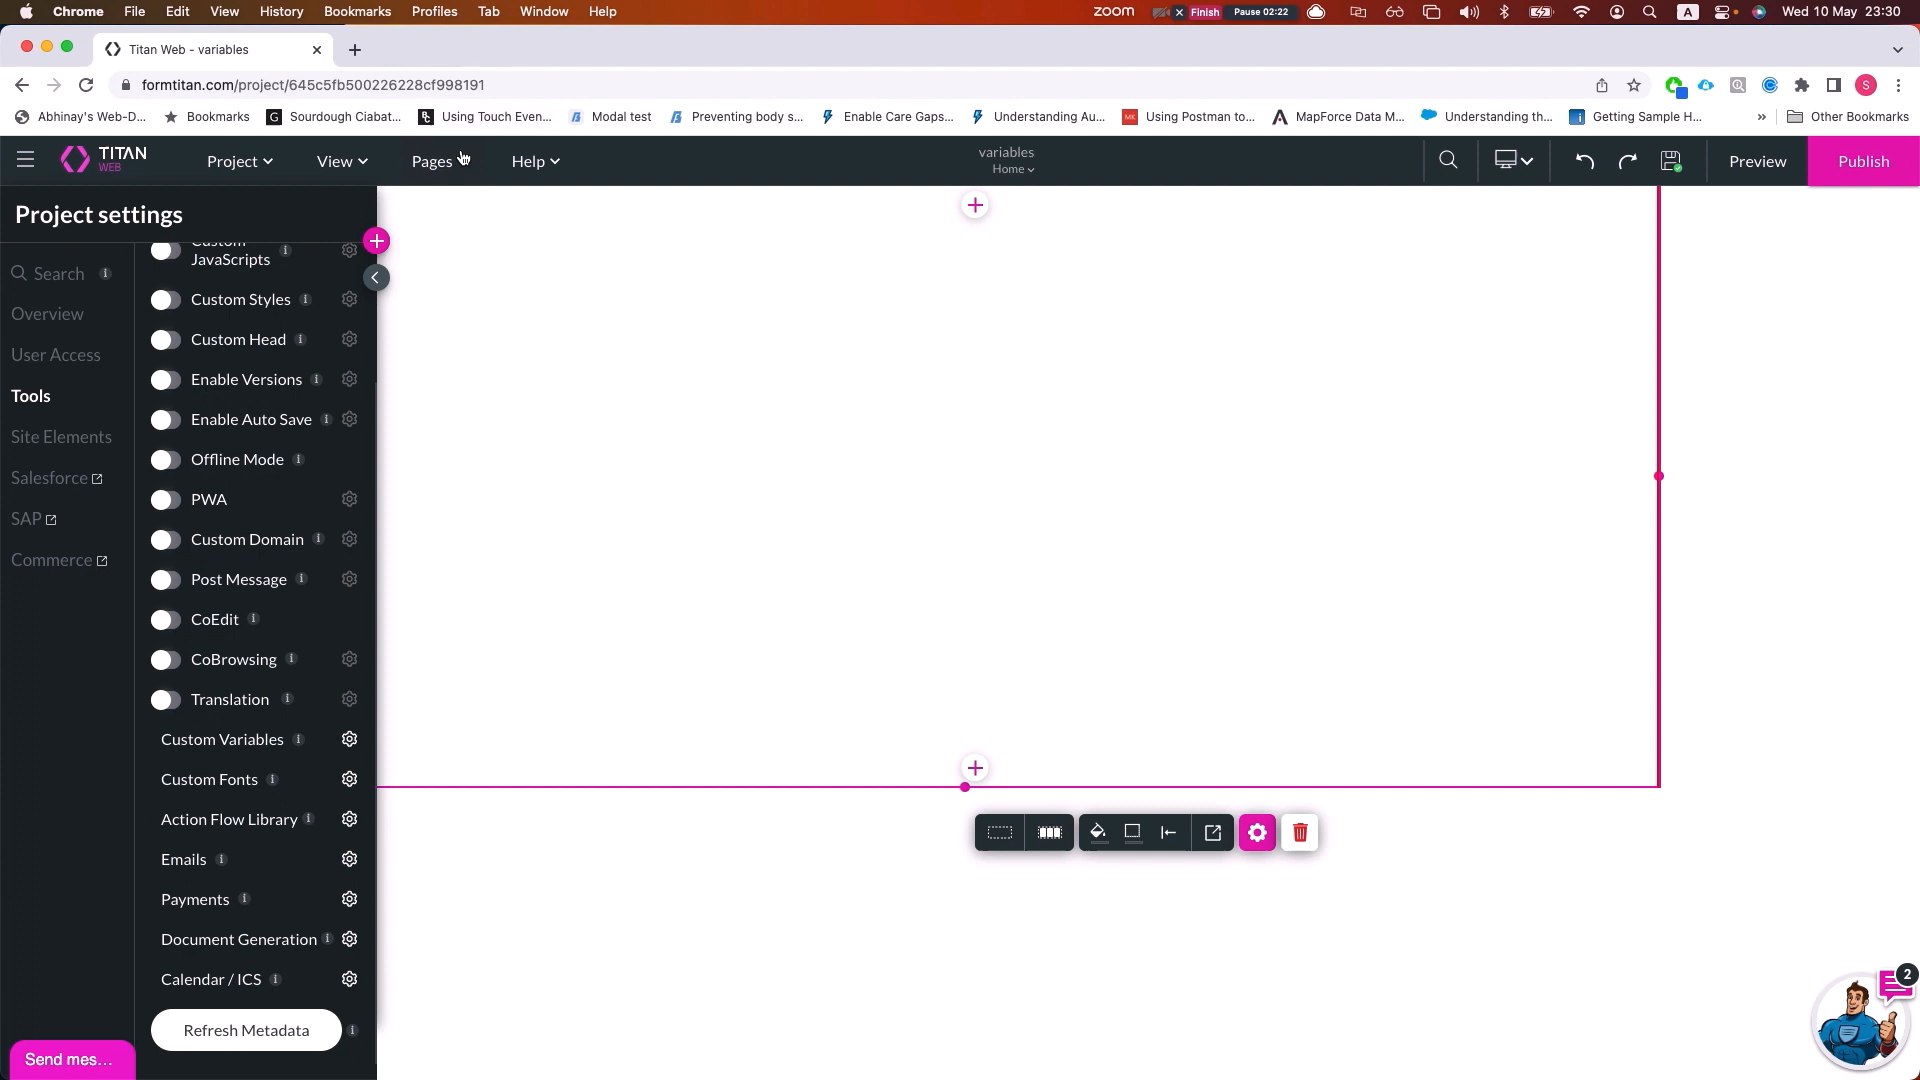 Chrome File Edit View History Bookmarks Profiles Tab Window Help zoom Finish Pause 02:22 A Wed 10 May 23:30
Titan Web - variables
formtitan.com/project/645c5fb500226228cf998191 S
Abhinay's Web-D... Bookmarks G Sourdough Ciabat... Using Touch Even... Modal test Preventing body s... Enable Care Gaps... Understanding Au... MK Using Postman to... MapForce Data M... Understanding th... Getting Sample H... » Other Bookmarks
TITAN
WEB
Project View Pages Help
variables
Home
Preview Publish
Project settings
Search
Overview
User Access
Tools
Site Elements
Salesforce
SAP
Commerce
Custom
JavaScripts
Custom Styles
Custom Head
Enable Versions
Enable Auto Save
Offline Mode
PWA
Custom Domain
Post Message
CoEdit
CoBrowsing
Translation
Custom Variables
Custom Fonts
Action Flow Library
Emails
Payments
Document Generation
Calendar / ICS
Refresh Metadata
Send mes...
2